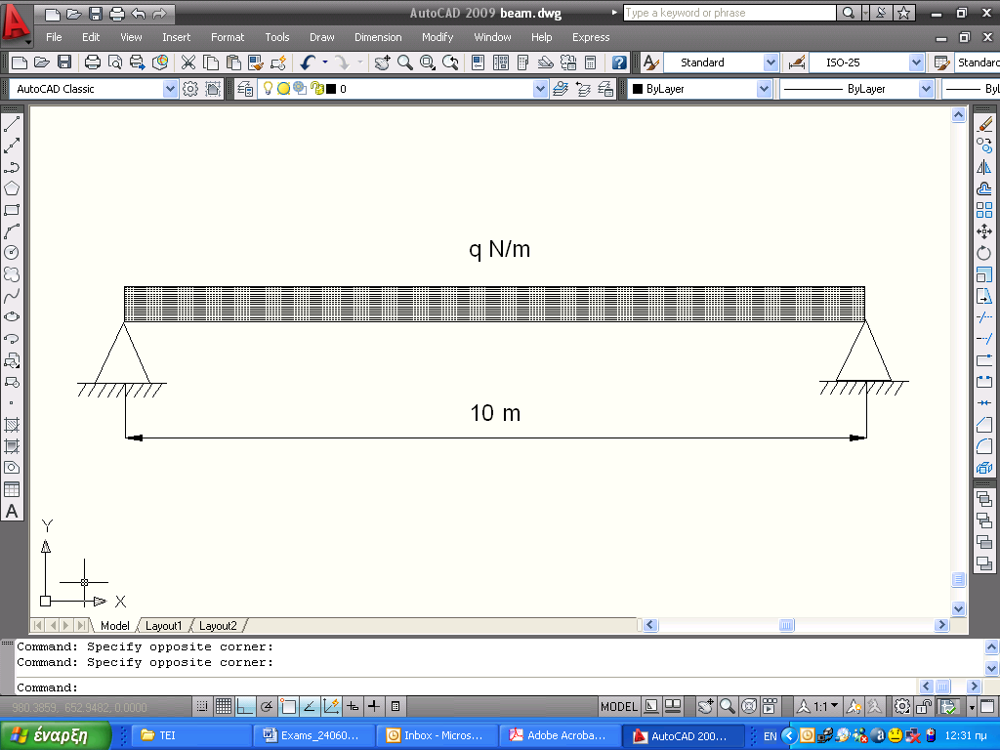 AutoCAD 2009 beam.dwg
Type a keyword or phrase
File Edit View Insert Format Tools Draw Dimension Modify Window Help Express
Standard ISO-25 Standard
AutoCAD Classic 0 ByLayer ByLayer ByL
q N/m
10 m
A
Y
X
Model Layout1 Layout2
Command: Specify opposite corner:
Command: Specify opposite corner:
Command:
980.3859, 652.9482, 0.0000 MODEL 1:1
έναρξη TEI Exams_24060... Inbox - Micros... Adobe Acroba... AutoCAD 200... EN 12:31 πμ